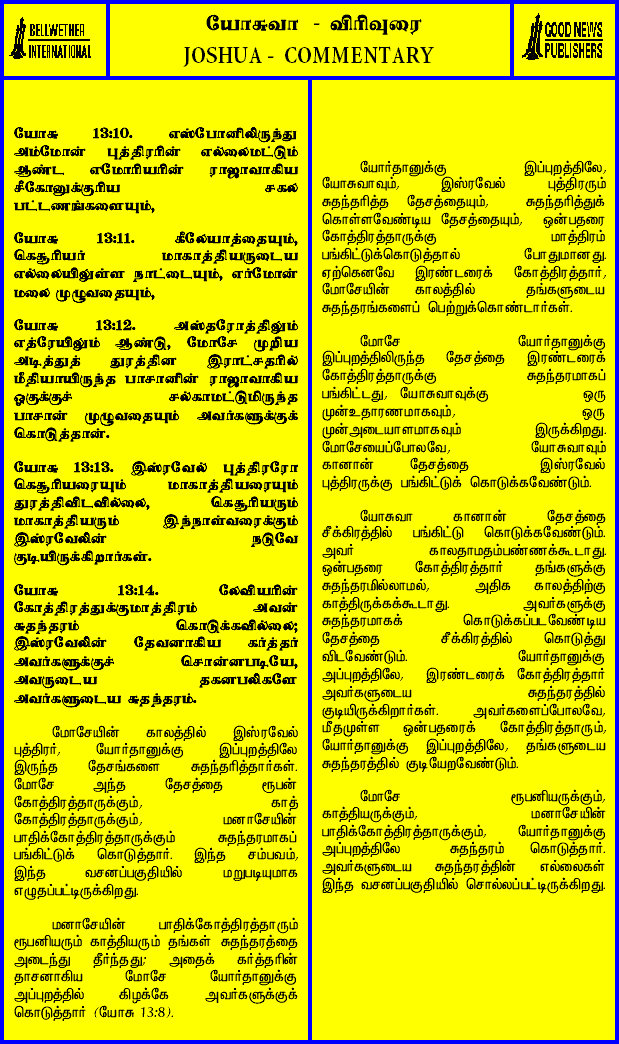 BELLWETHER
INTERNATIONAL
யோசுவா - விரிவுரை
JOSHUA - COMMENTARY
GOOD NEWS
PUBLISHERS
யோசு 13:10. எஸ்போனிலிருந்து
அம்மோன் புத்திரரின் எல்லைமட்டும்
ஆண்ட எமோரியரின் ராஜாவாகிய
சீகோனுக்குரிய சகல
பட்டணங்களையும்,
யோசு 13:11. கீலேயாத்தையும்,
கெசூரியர் மாகாத்தியருடைய
எல்லையிலுள்ள நாட்டையும், எர்மோன்
மலை முழுவதையும்,
யோசு 13:12. அஸ்தரோத்திலும்
எத்ரேயிலும் ஆண்டு, மோசே முறிய
அடித்துத் துரத்தின இராட்சதரில்
மீதியாயிருந்த பாசானின் ராஜாவாகிய
ஓகுக்குச் சல்காமட்டுமிருந்த
பாசான் முழுவதையும் அவர்களுக்குக்
கொடுத்தான்.
யோசு 13:13. இஸ்ரவேல் புத்திரரோ
கெசூரியரையும் மாகாத்தியரையும்
துரத்திவிடவில்லை, கெசூரியரும்
மாகாத்தியரும் இந்நாள்வரைக்கும்
இஸ்ரவேலின் நடுவே
குடியிருக்கிறார்கள்.
யோசு 13:14. லேவியரின்
கோத்திரத்துக்குமாத்திரம் அவன்
சுதந்தரம் கொடுக்கவில்லை;
இஸ்ரவேலின் தேவனாகிய கர்த்தர்
அவர்களுக்குச் சொன்னபடியே,
அவருடைய தகனபலிகளே
அவர்களுடைய சுதந்தரம்.
மோசேயின் காலத்தில் இஸ்ரவேல்
புத்திரர், யோர்தானுக்கு இப்புறத்திலே
இருந்த தேசங்களை சுதந்தரித்தார்கள்.
மோசே அந்த தேசத்தை ரூபன்
கோத்திரத்தாருக்கும், காத்
கோத்திரத்தாருக்கும், மனாசேயின்
பாதிக்கோத்திரத்தாருக்கும் சுதந்தரமாகப்
பங்கிட்டுக் கொடுத்தார். இந்த சம்பவம்,
இந்த வசனப்பகுதியில் மறுபடியுமாக
எழுதப்பட்டிருக்கிறது.
மனாசேயின் பாதிக்கோத்திரத்தாரும்
ரூபனியரும் காத்தியரும் தங்கள் சுதந்தரத்தை
அடைந்து தீர்ந்தது; அதைக் கர்த்தரின்
தாசனாகிய மோசே யோர்தானுக்கு
அப்புறத்தில் கிழக்கே அவர்களுக்குக்
கொடுத்தார் (யோசு 13:8).
யோர்தானுக்கு இப்புறத்திலே,
யோசுவாவும், இஸ்ரவேல் புத்திரரும்
சுதந்தரித்த தேசத்தையும், சுதந்தரித்துக்
கொள்ளவேண்டிய தேசத்தையும், ஒன்பதரை
கோத்திரத்தாருக்கு மாத்திரம்
பங்கிட்டுக்கொடுத்தால் போதுமானது.
ஏற்கெனவே இரண்டரைக் கோத்திரத்தார்,
மோசேயின் காலத்தில் தங்களுடைய
சுதந்தரங்களைப் பெற்றுக்கொண்டார்கள்.
மோசே யோர்தானுக்கு
இப்புறத்திலிருந்த தேசத்தை இரண்டரைக்
கோத்திரத்தாருக்கு சுதந்தரமாகப்
பங்கிட்டது, யோசுவாவுக்கு ஒரு
முன்உதாரணமாகவும், ஒரு
முன்அடையாளமாகவும் இருக்கிறது.
மோசேயைப்போலவே, யோசுவாவும்
கானான் தேசத்தை இஸ்ரவேல்
புத்திரருக்கு பங்கிட்டுக் கொடுக்கவேண்டும்.
யோசுவா கானான் தேசத்தை
சீக்கிரத்தில் பங்கிட்டு கொடுக்கவேண்டும்.
அவர் காலதாமதம்பண்ணக்கூடாது.
ஒன்பதரை கோத்திரத்தார் தங்களுக்கு
சுதந்தரமில்லாமல், அதிக காலத்திற்கு
காத்திருக்கக்கூடாது. அவர்களுக்கு
சுதந்தரமாகக் கொடுக்கப்படவேண்டிய
தேசத்தை சீக்கிரத்தில் கொடுத்து
விடவேண்டும். யோர்தானுக்கு
அப்புறத்திலே, இரண்டரைக் கோத்திரத்தார்
அவர்களுடைய சுதந்தரத்தில்
குடியிருக்கிறார்கள். அவர்களைப்போலவே,
மீதமுள்ள ஒன்பதரைக் கோத்திரத்தாரும்,
யோர்தானுக்கு இப்புறத்திலே, தங்களுடைய
சுதந்தரத்தில் குடியேறவேண்டும்.
மோசே ரூபனியருக்கும்,
காத்தியருக்கும், மனாசேயின்
பாதிக்கோத்திரத்தாருக்கும், யோர்தானுக்கு
அப்புறத்திலே சுதந்தரம் கொடுத்தார்.
அவர்களுடைய சுதந்தரத்தின் எல்லைகள்
இந்த வசனப்பகுதியில் சொல்லப்பட்டிருக்கிறது.